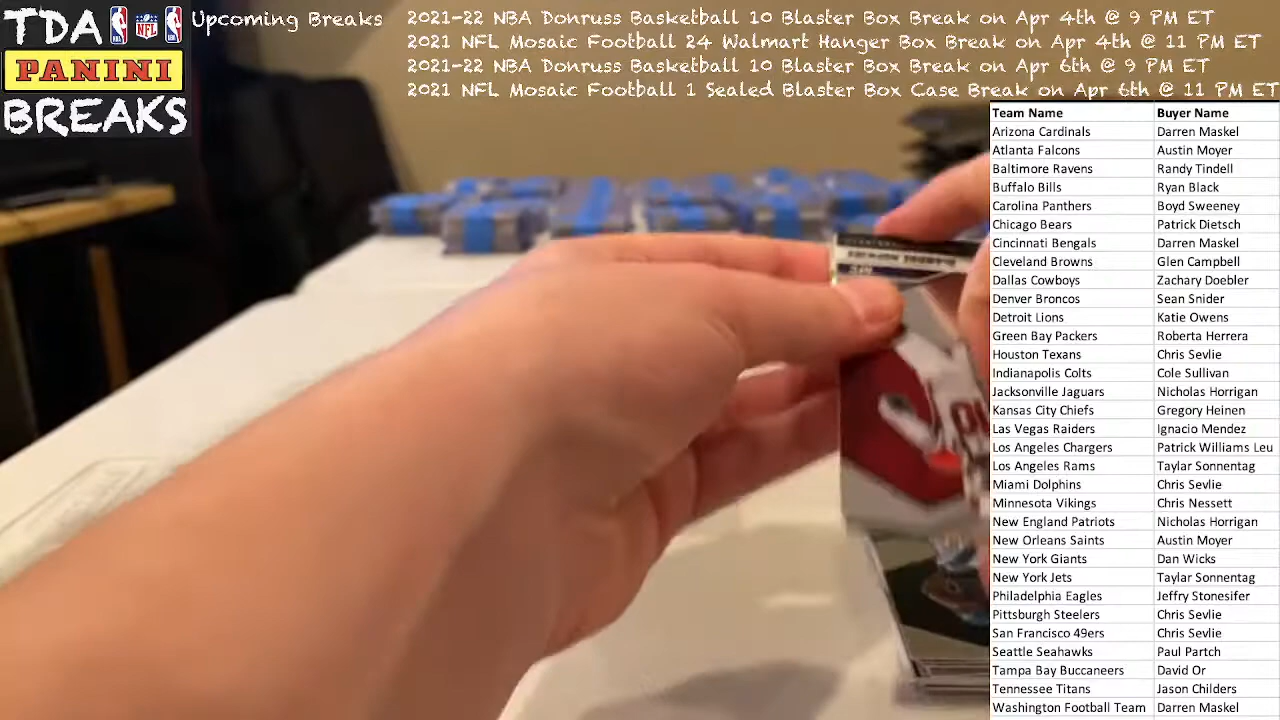 TDA
PANINI
BREAKS
Upcoming Breaks
2021-22 NBA Donruss Basketball 10 Blaster Box Break on Apr 4th @ 9 PM ET
2021 NFL Mosaic Football 24 Walmart Hanger Box Break on Apr 4th @ 11 PM ET
2021-22 NBA Donruss Basketball 10 Blaster Box Break on Apr 6th @ 9 PM ET
2021 NFL Mosaic Football 1 Sealed Blaster Box Case Break on Apr 6th @ 11 PM ET
Team Name Buyer Name
Arizona Cardinals Darren Maskel
Atlanta Falcons Austin Moyer
Baltimore Ravens Randy Tindell
Buffalo Bills Ryan Black
Carolina Panthers Boyd Sweeney
Chicago Bears Patrick Dietsch
Cincinnati Bengals Darren Maskel
Cleveland Browns Glen Campbell
Dallas Cowboys Zachary Doebler
Denver Broncos Sean Snider
Detroit Lions Katie Owens
Green Bay Packers Roberta Herrera
Houston Texans Chris Sevlie
Indianapolis Colts Cole Sullivan
Jacksonville Jaguars Nicholas Horrigan
Kansas City Chiefs Gregory Heinen
Las Vegas Raiders Ignacio Mendez
Los Angeles Chargers Patrick Williams Leu
Los Angeles Rams Taylar Sonnentag
Miami Dolphins Chris Sevlie
Minnesota Vikings Chris Nessett
New England Patriots Nicholas Horrigan
New Orleans Saints Austin Moyer
New York Giants Dan Wicks
New York Jets Taylar Sonnentag
Philadelphia Eagles Jeffry Stonesifer
Pittsburgh Steelers Chris Sevlie
San Francisco 49ers Chris Sevlie
Seattle Seahawks Paul Partch
Tampa Bay Buccaneers David Or
Tennessee Titans Jason Childers
Washington Football Team Darren Maskel